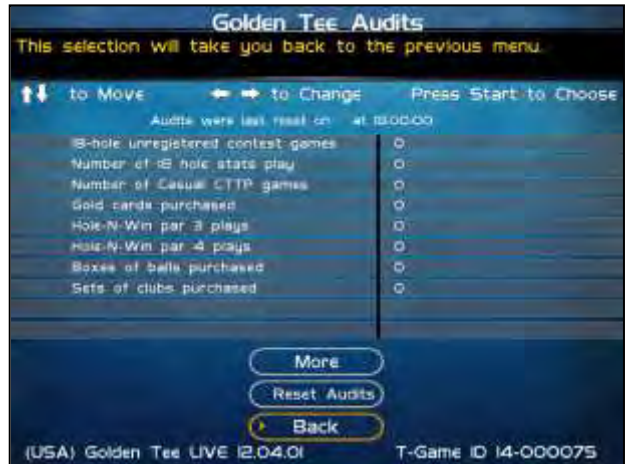 Golden Tee Audits
This selection will take you back to the previous menu.
to Move to Change Press Start to Choose
Audits were last reset on at
18-hole unregistered contest games 0
Number of 18 hole stats play 0
Number of Casual CTTP games 0
Gold cards purchased 0
Hole-N-Win par 3 plays 0
Hole-N-Win par 4 plays 0
Boxes of balls purchased 0
Sets of clubs purchased 0
More
Reset Audits
Back
(USA) Golden Tee LIVE 12.04.01 T-Game ID 14-000075